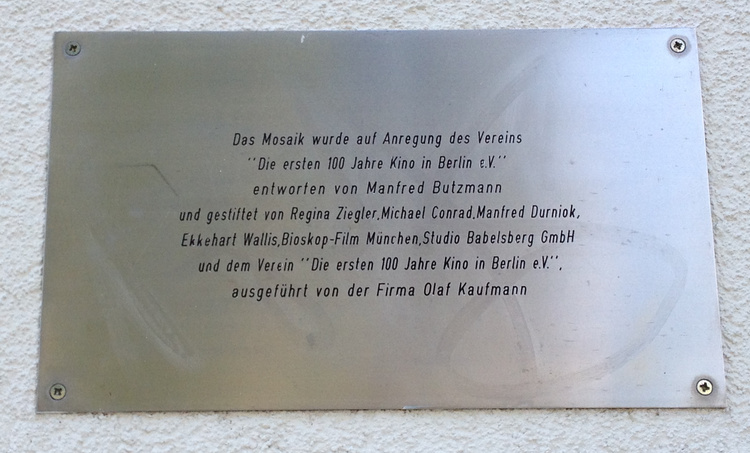 Das Mosaik wurde auf Anregung des Vereins
"Die ersten 100 Jahre Kino in Berlin e.V."
entworfen von Manfred Butzmann
und gestiftet von Regina Ziegler,Michael Conrad,Manfred Durniok,
Ekkehart Wallis,Bioskop-Film München,Studio Babelsberg GmbH
und dem Verein "Die ersten 100 Jahre Kino in Berlin e.V.",
ausgeführt von der Firma Olaf Kaufmann